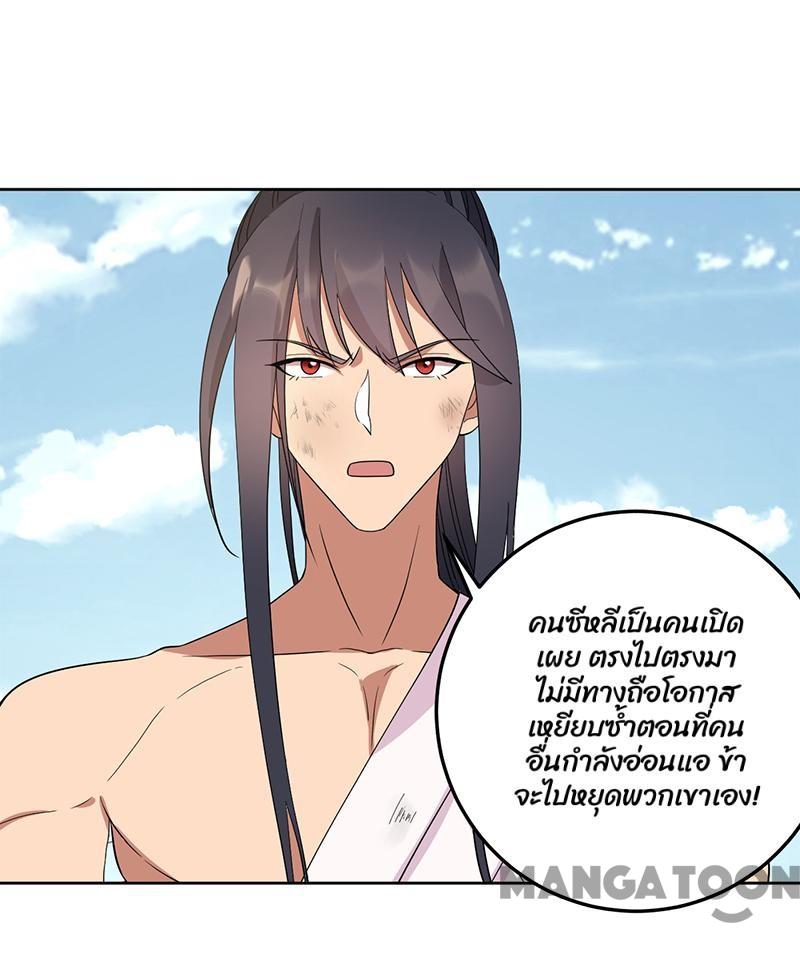 คนซีหลีเป็นคนเปิด
เผย ตรงไปตรงมา
ไม่มีทางถือโอกาส
เหยียบซ้ำตอนที่คน
อื่นกำลังอ่อนแอ ข้า
จะไปหยุดพวกเขาเอง!
MANGATOON